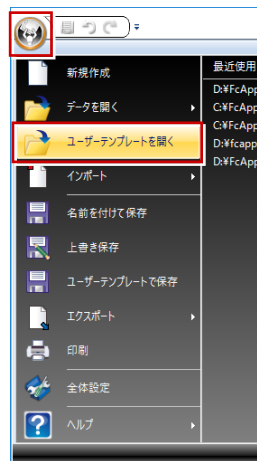 新規作成
データを開く
ユーザーテンプレートを開く
インポート
名前を付けて保存
上書き保存
ユーザーテンプレートで保存
エクスポート
印刷
全体設定
ヘルプ
最近使用
D:¥FcApp
C:¥FcApp
C:¥FcApp
D:¥fcapp
D:¥FcApp